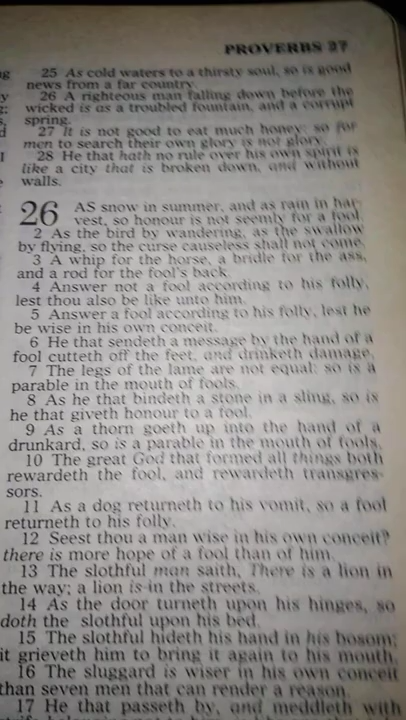 PROVERBS 27
25 As cold waters to a thirsty soul, so is good
news from a far country.
26 A righteous man falling down before the
wicked is as a troubled fountain, and a corrupt
spring.
27 It is not good to eat much honey: so for
men to search their own glory is not glory.
28 He that hath no rule over his own spirit is
like a city that is broken down, and without
walls.
26 AS snow in summer, and as rain in har-
vest, so honour is not seemly for a fool.
2 As the bird by wandering, as the swallow
by flying, so the curse causeless shall not come.
3 A whip for the horse, a bridle for the ass,
and a rod for the fool's back.
4 Answer not a fool according to his folly,
lest thou also be like unto him.
5 Answer a fool according to his folly, lest he
be wise in his own conceit.
6 He that sendeth a message by the hand of a
fool cutteth off the feet, and drinketh damage.
7 The legs of the lame are not equal: so is a
parable in the mouth of fools.
8 As he that bindeth a stone in a sling, so is
he that giveth honour to a fool.
9 As a thorn goeth up into the hand of a
drunkard, so is a parable in the mouth of fools.
10 The great God that formed all things both
rewardeth the fool, and rewardeth transgres-
sors.
11 As a dog returneth to his vomit, so a fool
returneth to his folly.
12 Seest thou a man wise in his own conceit?
there is more hope of a fool than of him.
13 The slothful man saith, There is a lion in
the way; a lion is in the streets.
14 As the door turneth upon his hinges, so
doth the slothful upon his bed.
15 The slothful hideth his hand in his bosom;
it grieveth him to bring it again to his mouth.
16 The sluggard is wiser in his own conceit
than seven men that can render a reason.
17 He that passeth by, and meddleth with